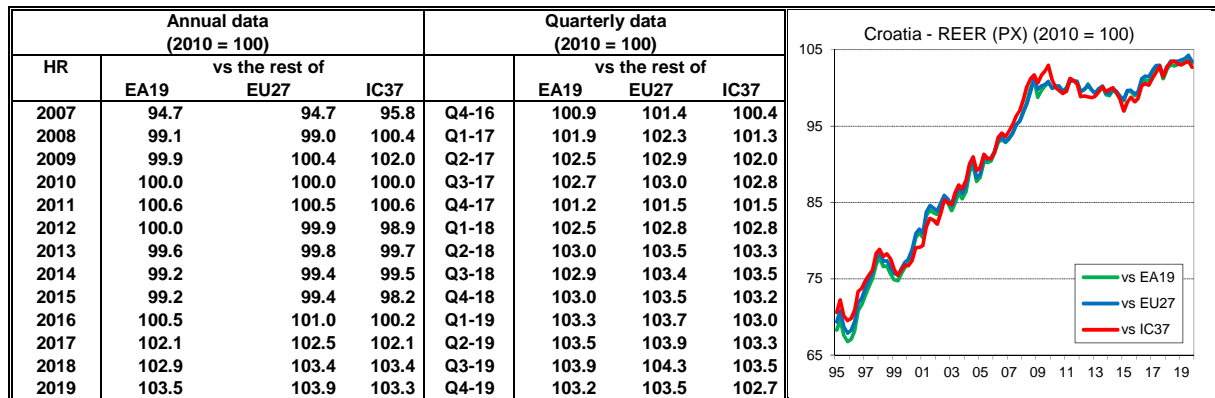 Annual data Quarterly data
(2010 = 100) (2010 = 100)
HR vs the rest of vs the rest of
EA19 EU27 IC37 EA19 EU27 IC37
2007 94.7 94.7 95.8 Q4-16 100.9 101.4 100.4
2008 99.1 99.0 100.4 Q1-17 101.9 102.3 101.3
2009 99.9 100.4 102.0 Q2-17 102.5 102.9 102.0
2010 100.0 100.0 100.0 Q3-17 102.7 103.0 102.8
2011 100.6 100.5 100.6 Q4-17 101.2 101.5 101.5
2012 100.0 99.9 98.9 Q1-18 102.5 102.8 102.8
2013 99.6 99.8 99.7 Q2-18 103.0 103.5 103.3
2014 99.2 99.4 99.5 Q3-18 102.9 103.4 103.5
2015 99.2 99.4 98.2 Q4-18 103.0 103.5 103.2
2016 100.5 101.0 100.2 Q1-19 103.3 103.7 103.0
2017 102.1 102.5 102.1 Q2-19 103.5 103.9 103.3
2018 102.9 103.4 103.4 Q3-19 103.9 104.3 103.5
2019 103.5 103.9 103.3 Q4-19 103.2 103.5 102.7
Croatia - REER (PX) (2010 = 100)
105
95
85
75
65
vs EA19
vs EU27
vs IC37
95 97 99 01 03 05 07 09 11 13 15 17 19